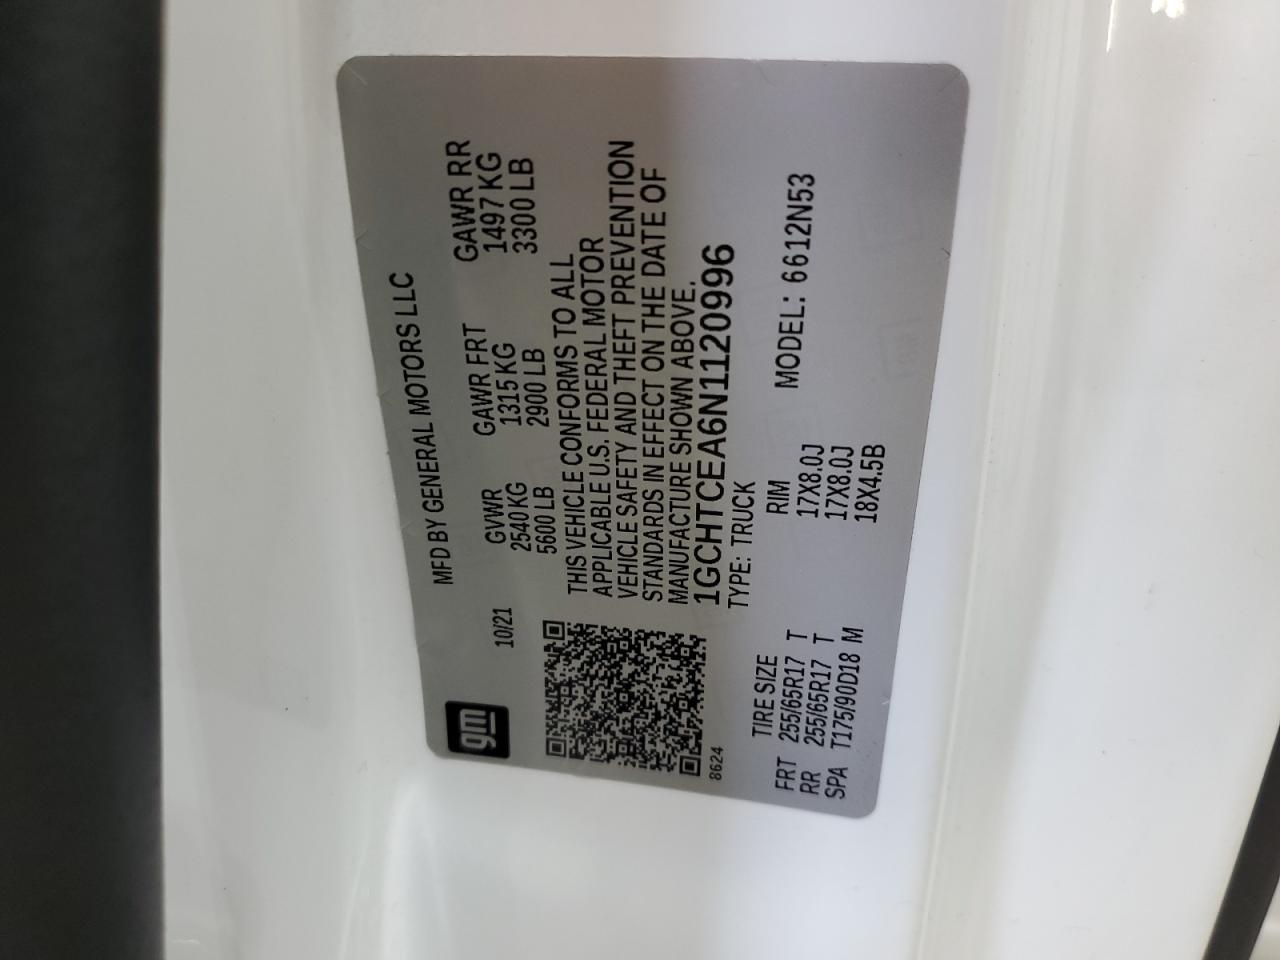 gm
MFD BY GENERAL MOTORS LLC
10/21
GVWR GAWR FRT GAWR RR
2540 KG 1315 KG 1497 KG
5600 LB 2900 LB 3300 LB
THIS VEHICLE CONFORMS TO ALL
APPLICABLE U.S. FEDERAL MOTOR
VEHICLE SAFETY AND THEFT PREVENTION
STANDARDS IN EFFECT ON THE DATE OF
MANUFACTURE SHOWN ABOVE.
1GCHTCEA6N1120996
8624
TYPE: TRUCK
MODEL: 6612N53
TIRE SIZE RIM
FRT 255/65R17 T 17X8.0J
RR 255/65R17 T 17X8.0J
SPA T175/90D18 M 18X4.5B